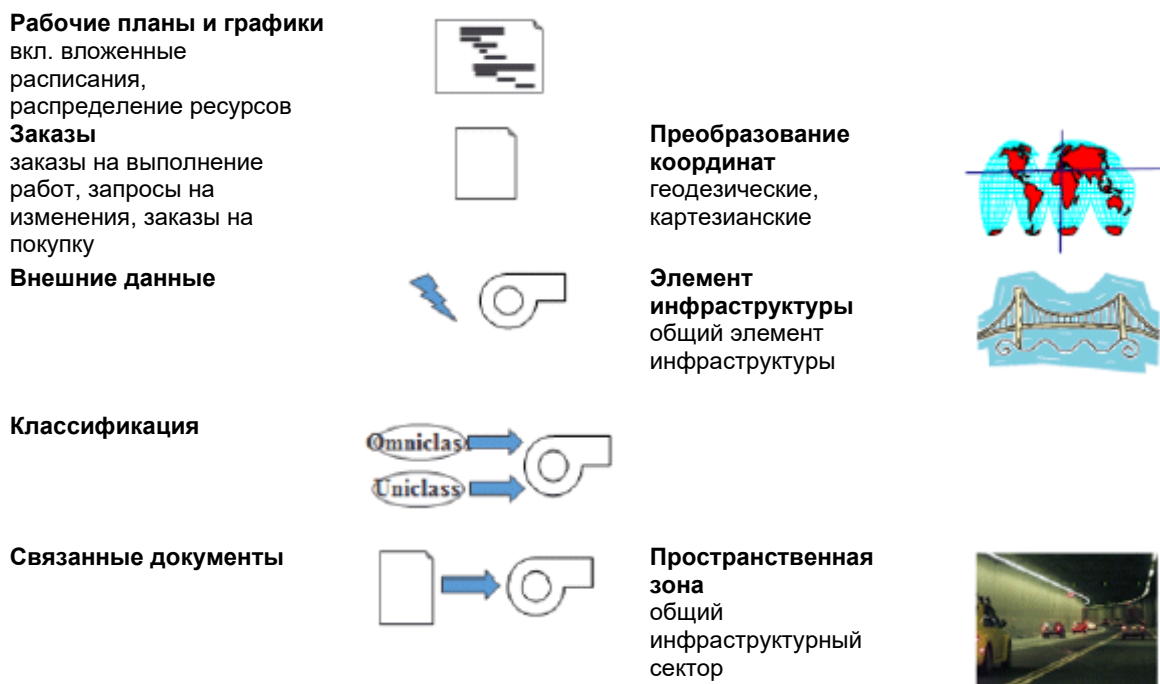 Рабочие планы и графики
вкл. вложенные
расписания,
распределение ресурсов
Заказы
заказы на выполнение
работ, запросы на
изменения, заказы на
покупку
Преобразование
координат
геодезические,
картезианские
Внешние данные
Элемент
инфраструктуры
общий элемент
инфраструктуры
Классификация
Omniclas
Uniclass
Связанные документы
Пространственная
зона
общий
инфраструктурный
сектор